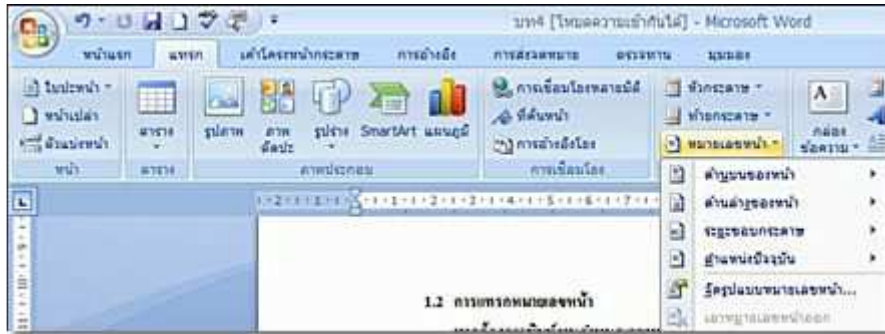 บท4 [โหมดความเข้ากันได้] - Microsoft Word
หน้าแรก แทรก เค้าโครงหน้ากระดาษ การอ้างอิง การส่งจดหมาย ตรวจทาน มุมมอง
ใบปะหน้า
หน้าเปล่า
ตัวแบ่งหน้า
หน้า
ตาราง
ตาราง
รูปภาพ
ภาพตัดปะ
รูปร่าง
SmartArt
แผนภูมิ
ภาพประกอบ
การเชื่อมโยงหลายมิติ
ที่คั่นหน้า
การอ้างอิงโยง
การเชื่อมโยง
หัวกระดาษ
ท้ายกระดาษ
หมายเลขหน้า
กล่องข้อความ
A
ด้านบนของหน้า
ด้านล่างของหน้า
ระยะขอบกระดาษ
ตำแหน่งปัจจุบัน
จัดรูปแบบหมายเลขหน้า...
เอาหมายเลขหน้าออก
1.2 การแทรกหมายเลขหน้า